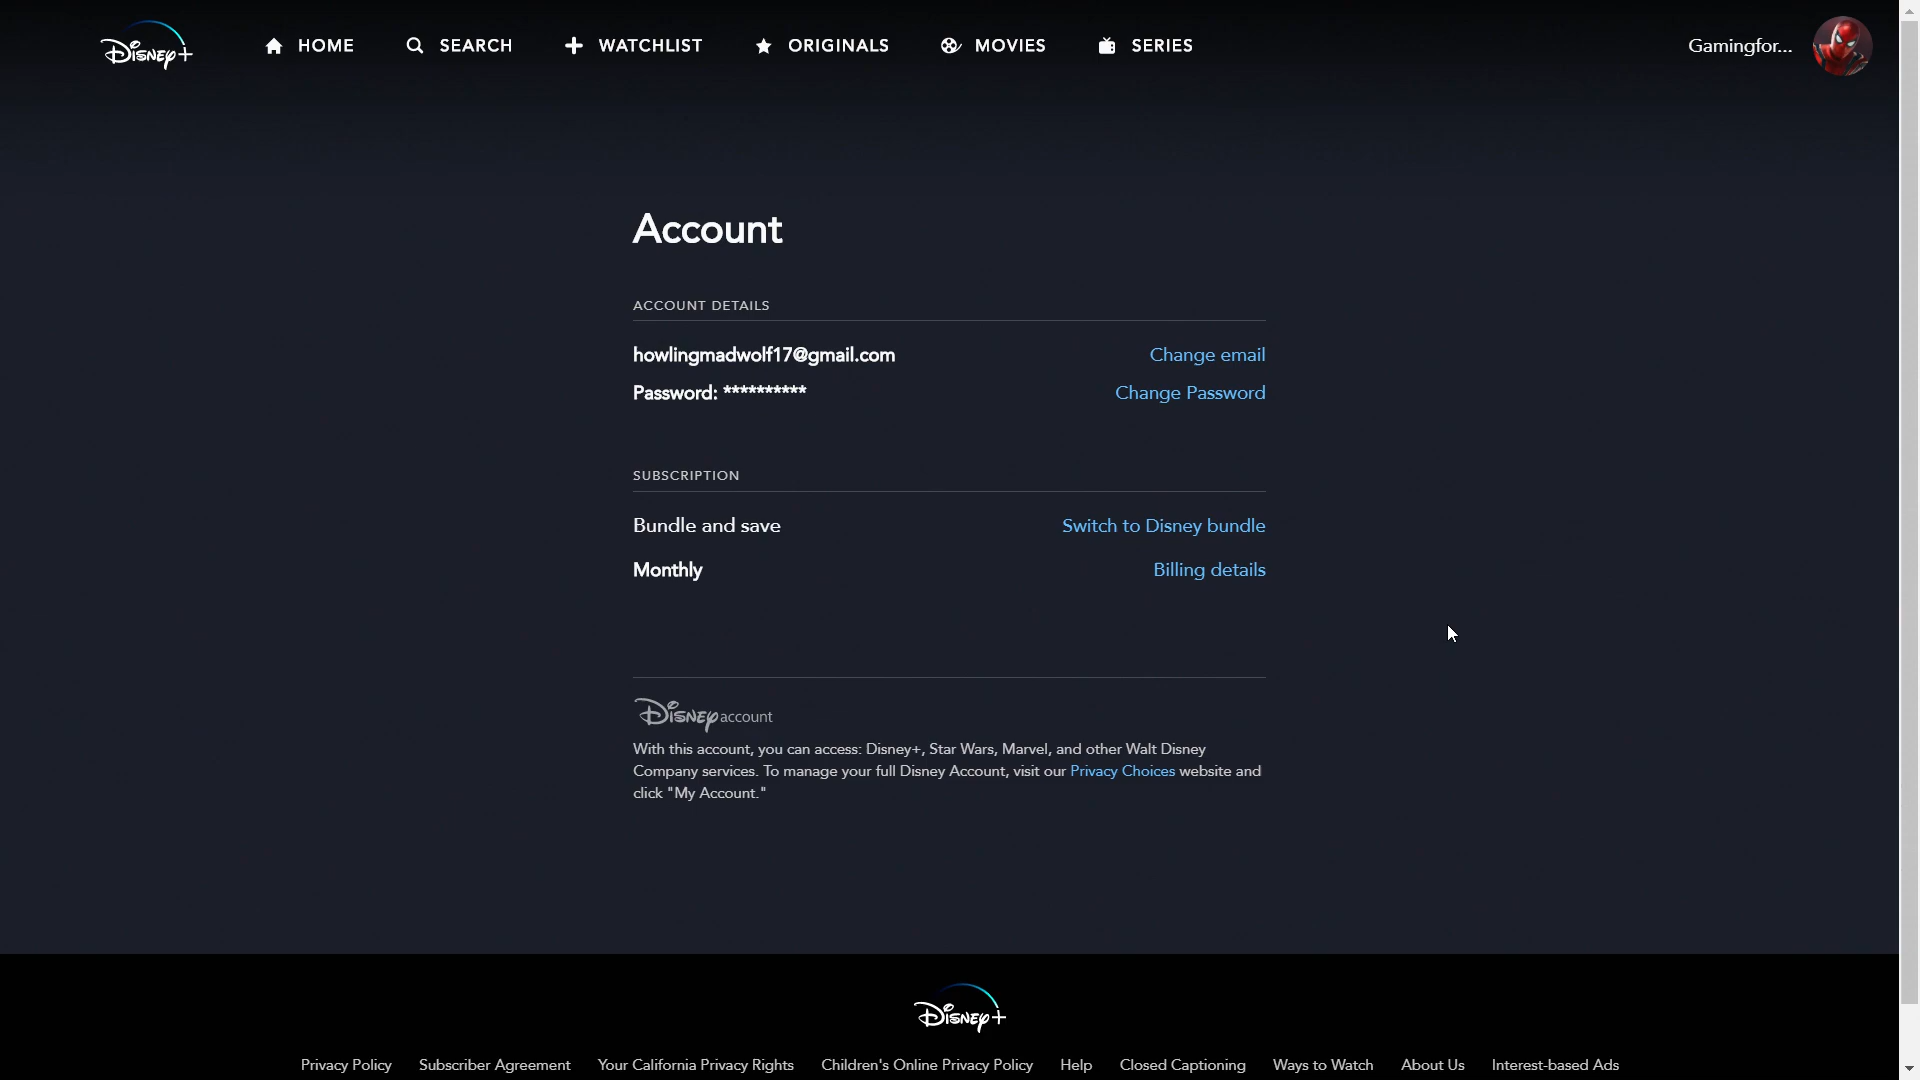 Disney+ HOME SEARCH WATCHLIST ORIGINALS MOVIES SERIES Gamingfor...
Account
ACCOUNT DETAILS
howlingmadwolf17@gmail.com Change email
Password: ********** Change Password
SUBSCRIPTION
Bundle and save Switch to Disney bundle
Monthly Billing details
Disney account
With this account, you can access: Disney+, Star Wars, Marvel, and other Walt Disney
Company services. To manage your full Disney Account, visit our Privacy Choices website and
click "My Account."
Disney+
Privacy Policy Subscriber Agreement Your California Privacy Rights Children's Online Privacy Policy Help Closed Captioning Ways to Watch About Us Interest-based Ads